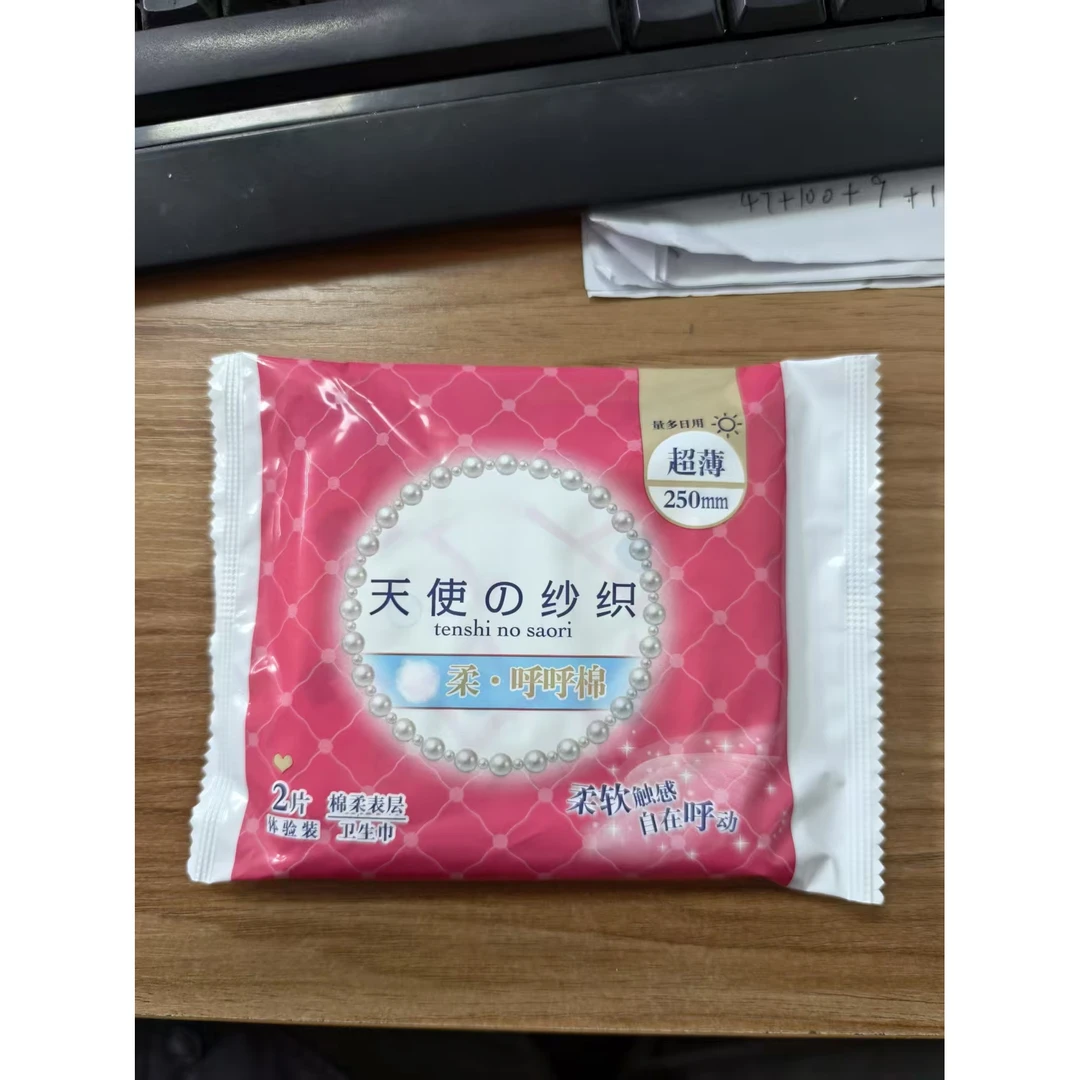 47+100+9+1
量多日用
超薄
250mm
天使の纱织
tenshi no saori
柔·呼呼棉
2片
体验装
棉柔表层
卫生巾
柔软触感
自在呼动